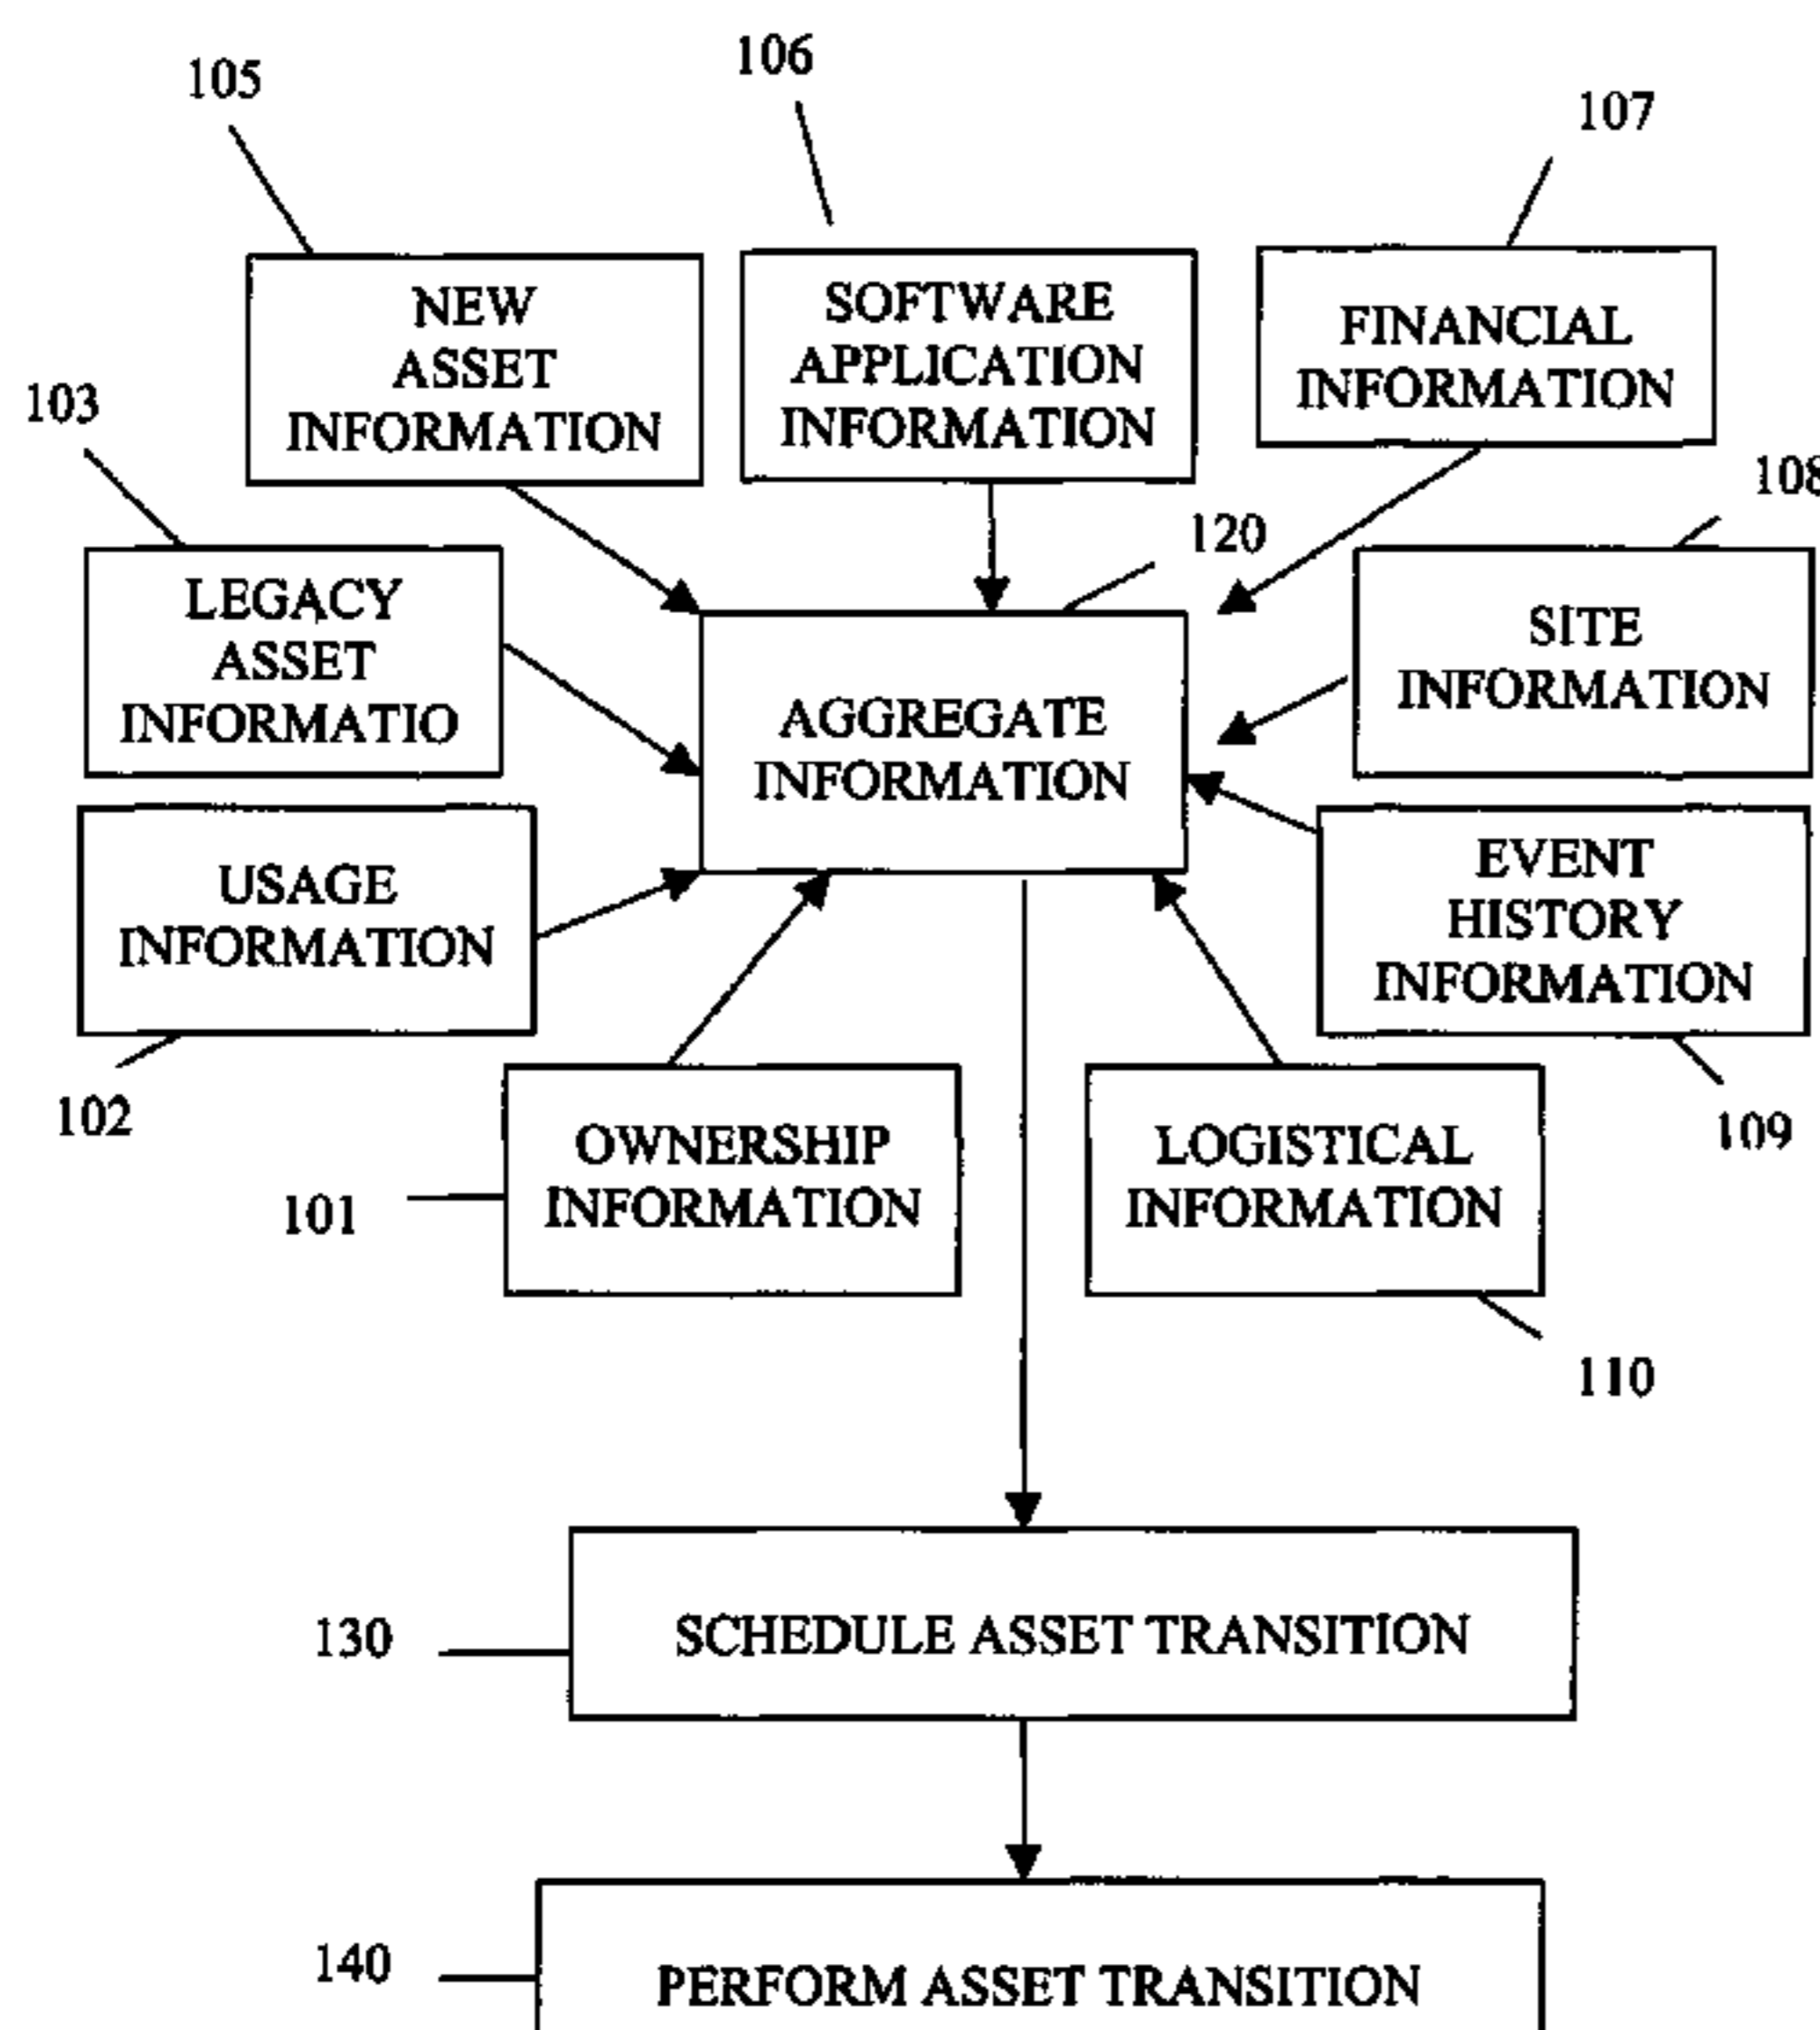 105
106
107
NEW
ASSET
INFORMATION
SOFTWARE
APPLICATION
INFORMATION
FINANCIAL
INFORMATION
103
108
120
LEGACY
ASSET
INFORMATIO
AGGREGATE
INFORMATION
SITE
INFORMATION
USAGE
INFORMATION
EVENT
HISTORY
INFORMATION
102
109
101
OWNERSHIP
INFORMATION
LOGISTICAL
INFORMATION
110
130
SCHEDULE ASSET TRANSITION
140
PERFORM ASSET TRANSITION